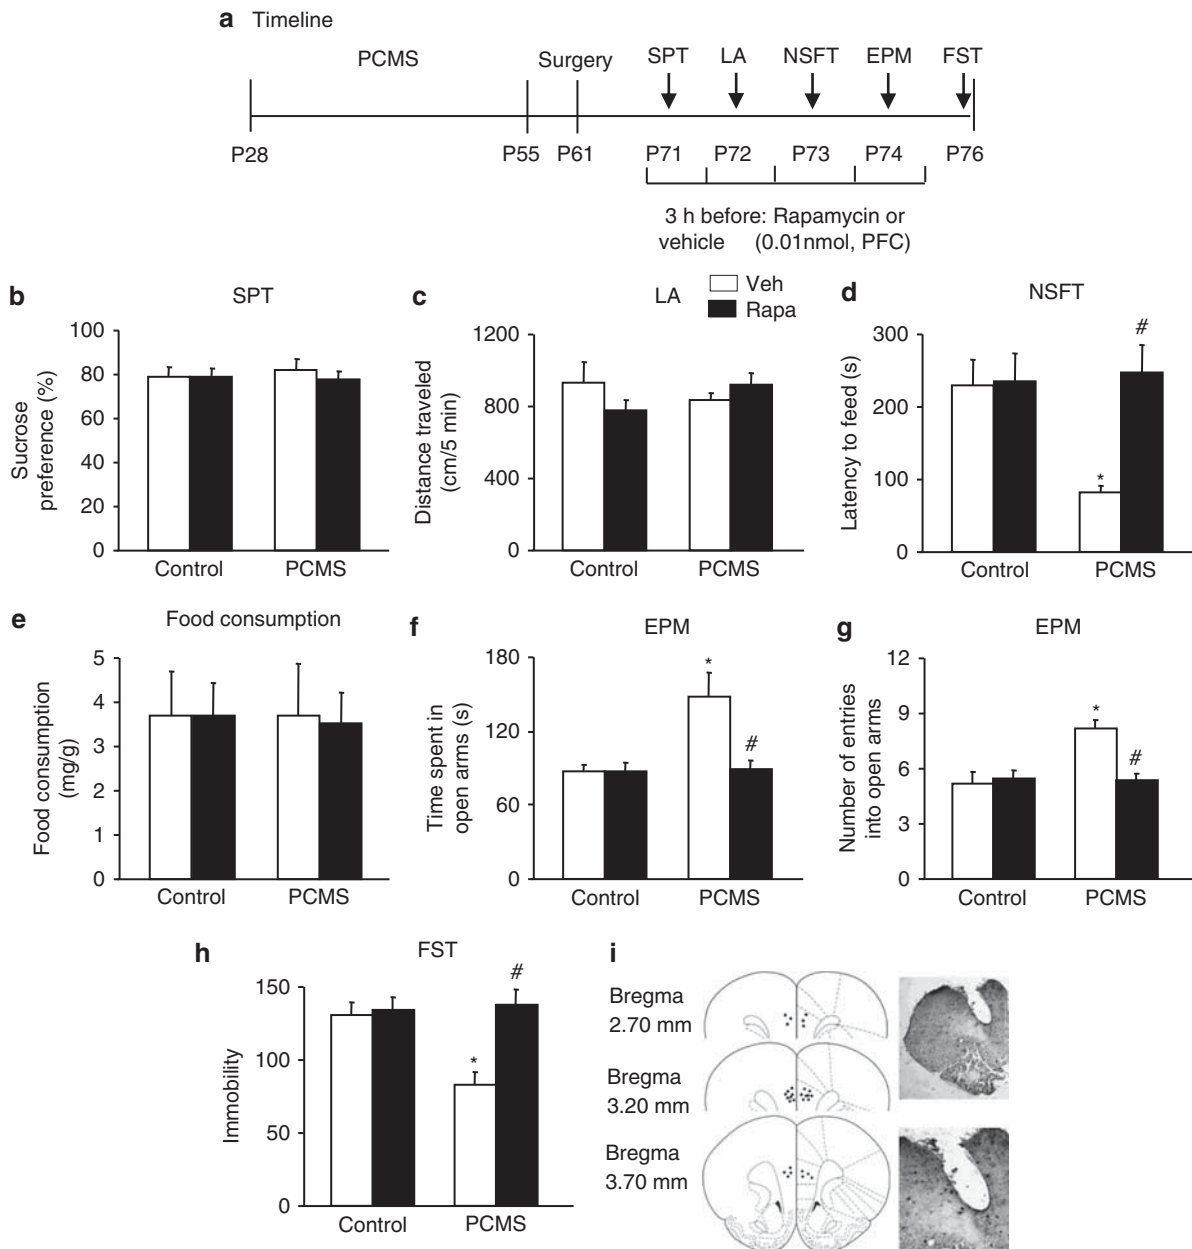 a Timeline
PCMS
Surgery
SPT
LA
NSFT
EPM
FST
P28
P55
P61
P71
P72
P73
P74
P76
3 h before: Rapamycin or
vehicle (0.01nmol, PFC)
Veh
Rapa
b
SPT
Sucrose
preference (%)
100
80
60
40
20
0
Control
PCMS
c
LA
Distance traveled
(cm/5 min)
1200
800
400
0
Control
PCMS
d
NSFT
Latency to feed (s)
300
200
100
0
*
#
Control
PCMS
e
Food consumption
Food consumption
(mg/g)
5
4
3
2
1
0
Control
PCMS
f
EPM
Time spent in
open arms (s)
180
120
60
0
*
#
Control
PCMS
g
EPM
Number of entries
into open arms
12
9
6
3
0
*
#
Control
PCMS
h
FST
Immobility
150
100
50
0
*
#
Control
PCMS
i
Bregma
2.70 mm
Bregma
3.20 mm
Bregma
3.70 mm